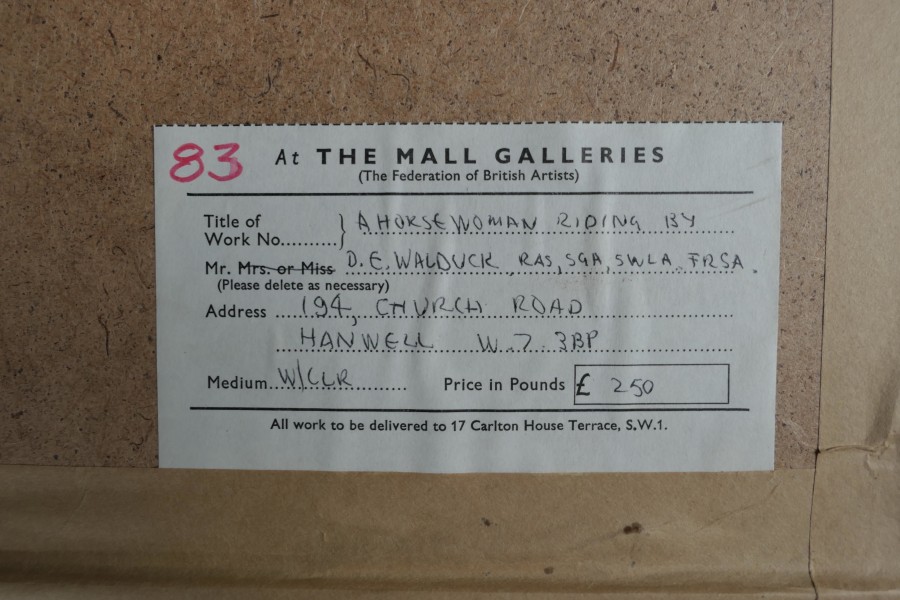 83 At THE MALL GALLERIES
(The Federation of British Artists)
Title of
Work No..........} A HORSEWOMAN RIDING BY
Mr. Mrs. or Miss D. E. WALDUCK RAS, SGA, SWLA. FRSA.
(Please delete as necessary)
Address 194, CHURCH ROAD
HANWELL W.7. 3BP
Medium W/CLR Price in Pounds £ 250
All work to be delivered to 17 Carlton House Terrace, S.W.1.